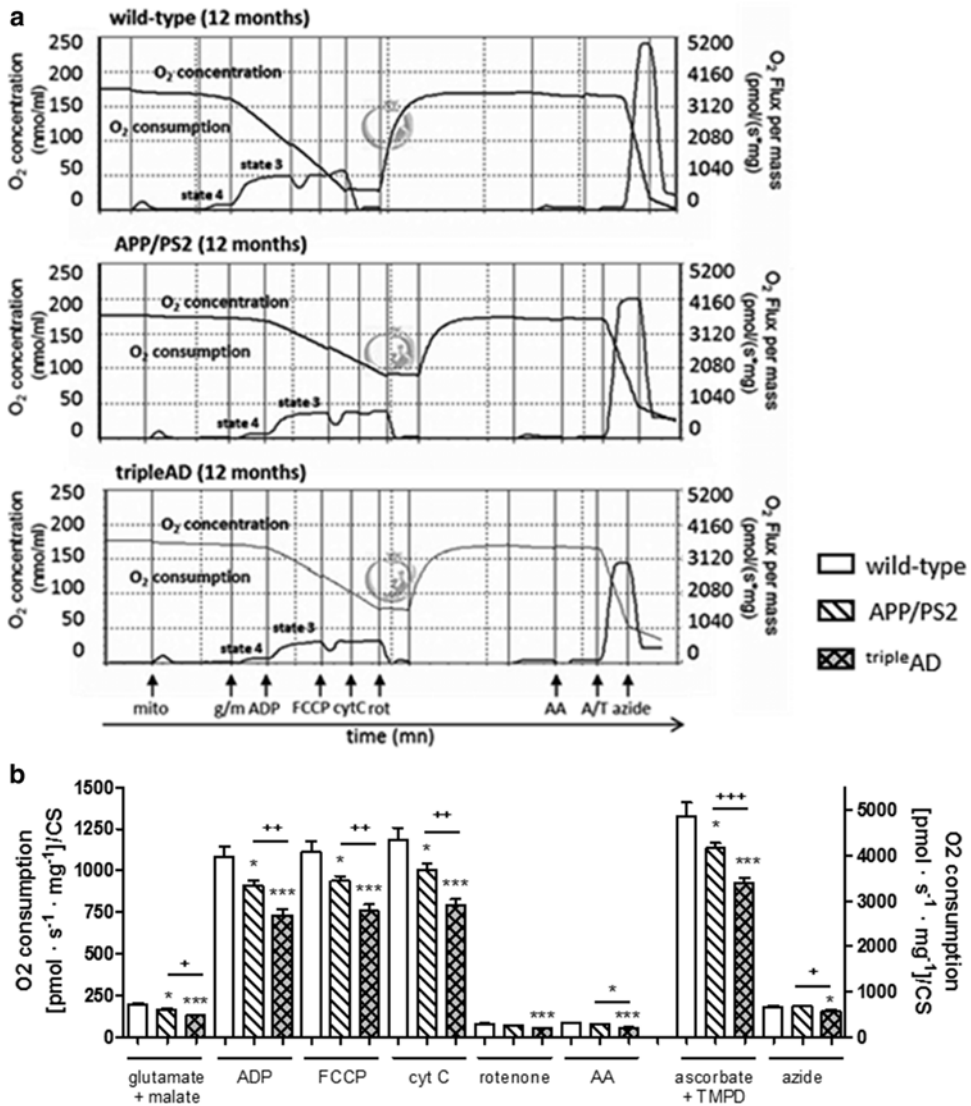 a
wild-type (12 months)
O2 concentration
(nmo/ml)
250
200
150
100
50
0
O2 concentration
O2 consumption
state 4
state 3
5200
4160
3120
2080
1040
0
O2 Flux per mass
(pmol/(s*mg)
APP/PS2 (12 months)
O2 concentration
(nmo/ml)
250
200
150
100
50
0
O2 concentration
O2 consumption
state 4
state 3
5200
4160
3120
2080
1040
0
O2 Flux per mass
(pmol/(s*mg)
tripleAD (12 months)
O2 concentration
(nmo/ml)
250
200
150
100
50
0
O2 concentration
O2 consumption
state 4
state 3
5200
4160
3120
2080
1040
0
O2 Flux per mass
(pmol/(s*mg)
mito g/m ADP FCCP cytC rot AA A/T azide
time (mn)
wild-type
APP/PS2
tripleAD
b
O2 consumption
[pmol · s-1 · mg-1]/CS
1500
1250
1000
750
500
250
0
+
* ***
++
* ***
++
* ***
++
* ***
***
*
***
+++
* ***
+
*
5000
4000
3000
2000
1000
0
O2 consumption
[pmol · s-1 · mg-1]/CS
glutamate
+ malate
ADP
FCCP
cyt C
rotenone
AA
ascorbate
+ TMPD
azide